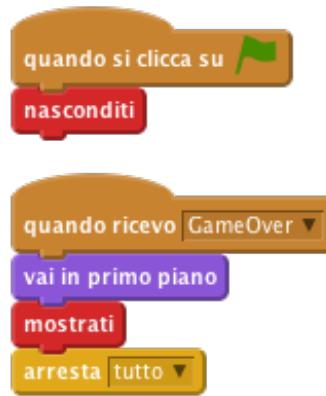 quando si clicca su
nasconditi
quando ricevo GameOver
vai in primo piano
mostrati
arresta tutto